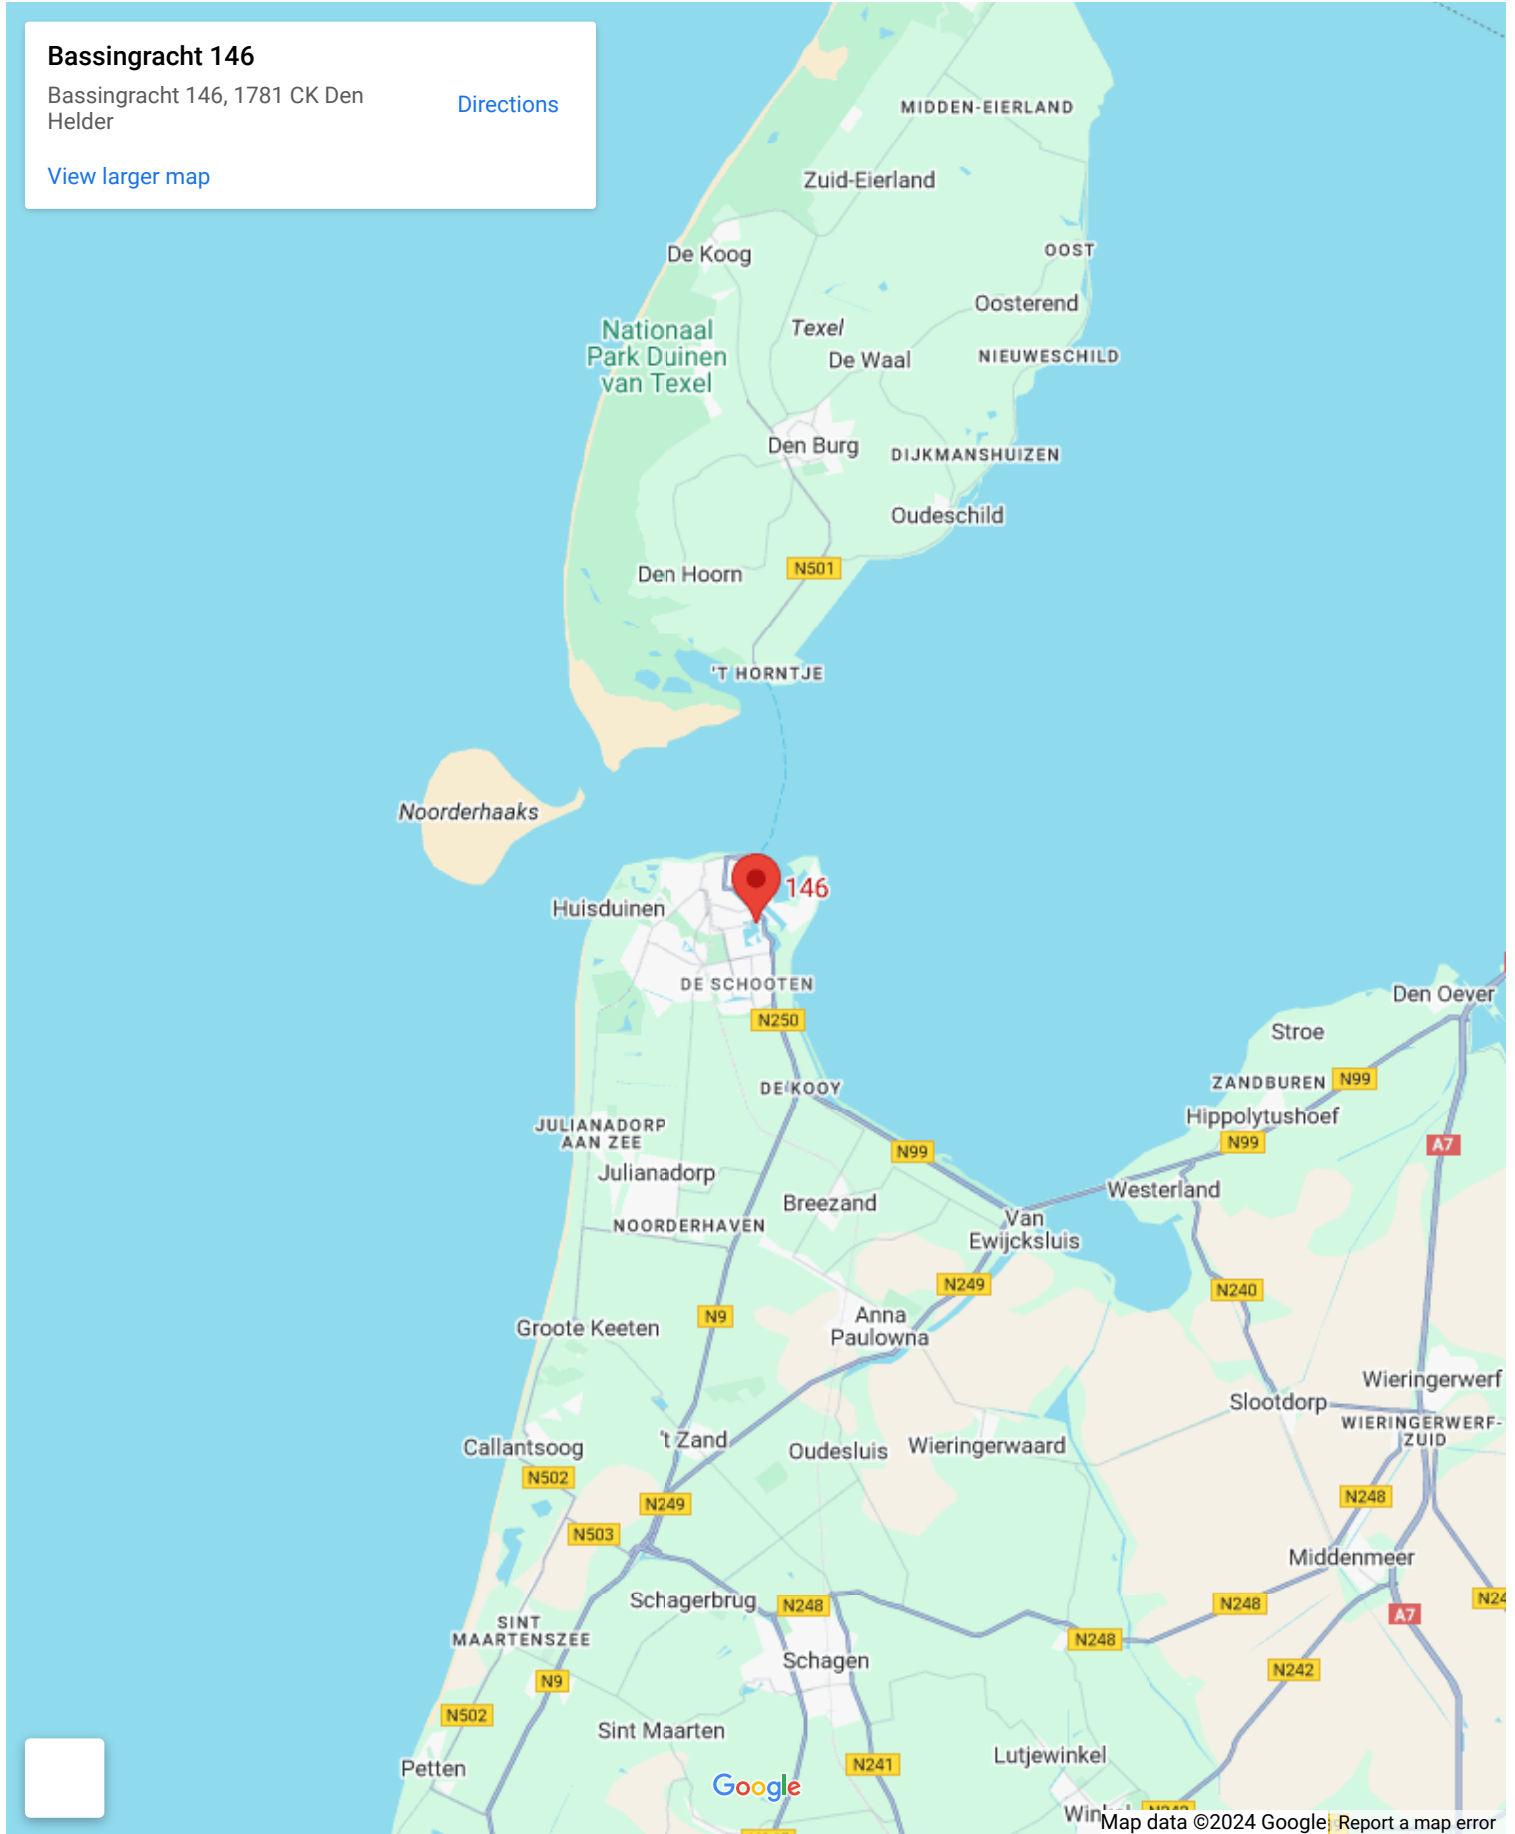 Bassingracht 146
Bassingracht 146, 1781 CK Den
Helder
Directions
View larger map
MIDDEN-EIERLAND
Zuid-Eierland
De Koog
OOST
Oosterend
Nationaal
Park Duinen
van Texel
Texel
De Waal
NIEUWESCHILD
Den Burg
DIJKMANSHUIZEN
Oudeschild
Den Hoorn
N501
'T HORNTJE
Noorderhaaks
146
Huisduinen
DE SCHOOTEN
Den Oever
N250
Stroe
DE KOOY
ZANDBUREN
N99
Hippolytushoef
JULIANADORP
AAN ZEE
N99
N99
A7
Julianadorp
Westerland
Breezand
NOORDERHAVEN
Van
Ewijcksluis
N249
N240
N9
Anna
Paulowna
Groote Keeten
Wieringerwerf
Slootdorp
WIERINGERWERF-
ZUID
't Zand
Callantsoog
Oudesluis
Wieringerwaard
N502
N249
N248
N503
Middenmeer
Schagerbrug
N248
N248
N24
A7
SINT
MAARTENSZEE
N248
Schagen
N242
N9
N502
Sint Maarten
Lutjewinkel
Petten
N241
Google
Map data ©2024 Google
Report a map error